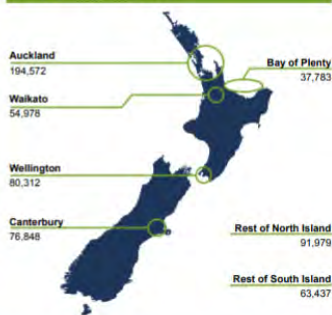 Auckland
194,572
Bay of Plenty
37,783
Waikato
54,978
Wellington
80,312
Canterbury
76,848
Rest of North Island
91,979
Rest of South Island
63,437